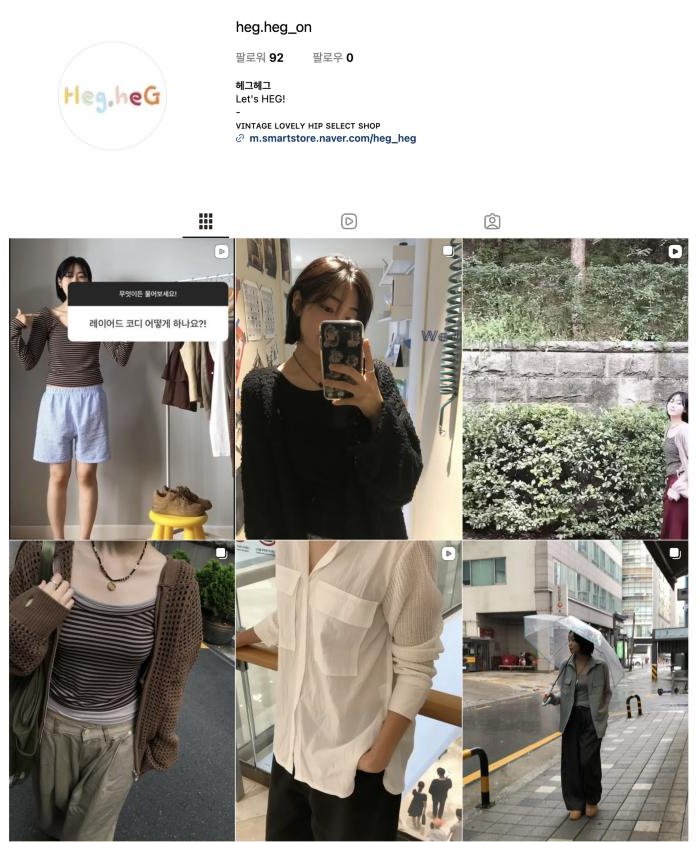 heg.heg_on
팔로워 92 팔로우 0
Heg.heG
헤그헤그
Let's HEG!
-
VINTAGE LOVELY HIP SELECT SHOP
m.smartstore.naver.com/heg_heg
무엇이든 물어보세요!
레이어드 코디 어떻게 하나요?!